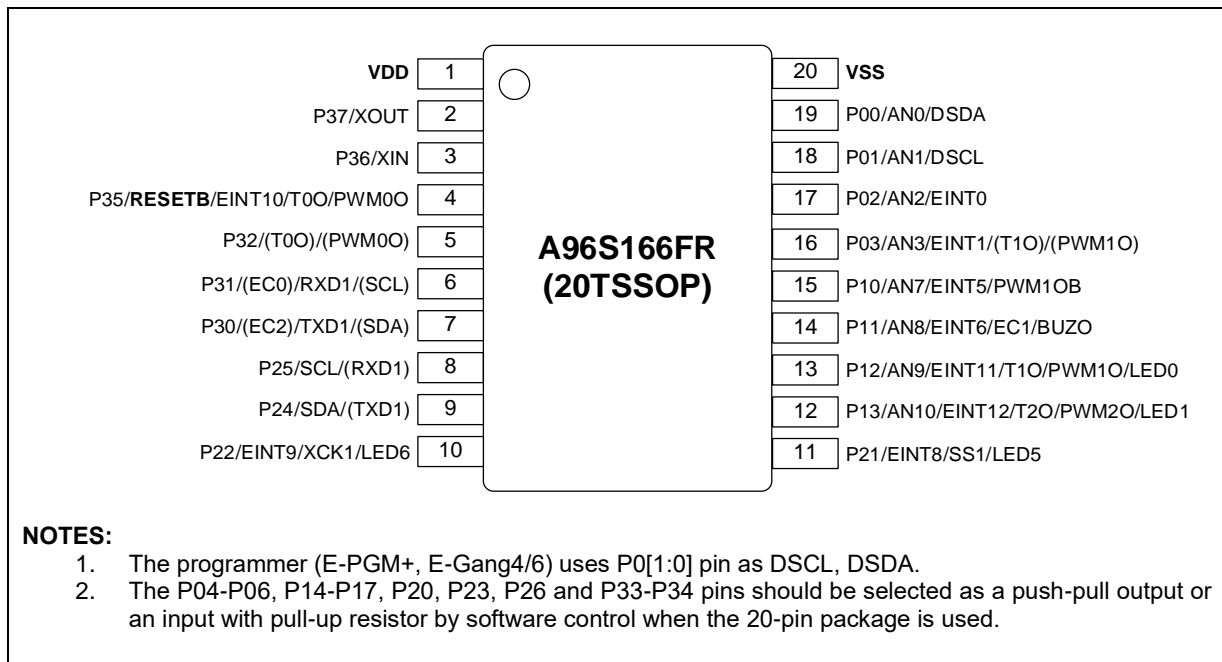 VDD 1
P37/XOUT 2
P36/XIN 3
P35/RESETB/EINT10/T0O/PWM0O 4
P32/(T0O)/(PWM0O) 5
P31/(EC0)/RXD1/(SCL) 6
P30/(EC2)/TXD1/(SDA) 7
P25/SCL/(RXD1) 8
P24/SDA/(TXD1) 9
P22/EINT9/XCK1/LED6 10
A96S166FR
(20TSSOP)
20 VSS
19 P00/AN0/DSDA
18 P01/AN1/DSCL
17 P02/AN2/EINT0
16 P03/AN3/EINT1/(T1O)/(PWM1O)
15 P10/AN7/EINT5/PWM1OB
14 P11/AN8/EINT6/EC1/BUZO
13 P12/AN9/EINT11/T1O/PWM1O/LED0
12 P13/AN10/EINT12/T2O/PWM2O/LED1
11 P21/EINT8/SS1/LED5
NOTES:
1. The programmer (E-PGM+, E-Gang4/6) uses P0[1:0] pin as DSCL, DSDA.
2. The P04-P06, P14-P17, P20, P23, P26 and P33-P34 pins should be selected as a push-pull output or
an input with pull-up resistor by software control when the 20-pin package is used.